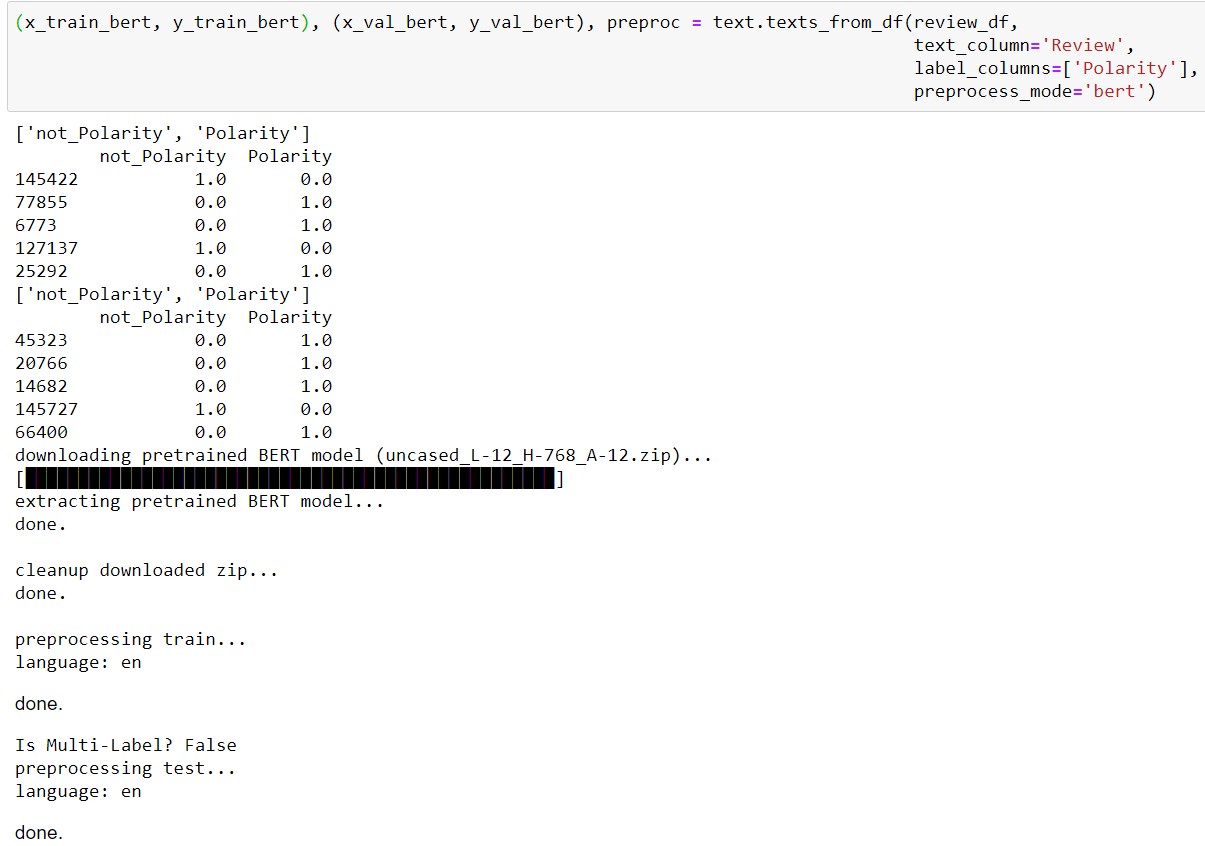 (x_train_bert, y_train_bert), (x_val_bert, y_val_bert), preproc = text.texts_from_df(review_df,
text_column='Review',
label_columns=['Polarity'],
preprocess_mode='bert')
['not_Polarity', 'Polarity']
not_Polarity Polarity
145422 1.0 0.0
77855 0.0 1.0
6773 0.0 1.0
127137 1.0 0.0
25292 0.0 1.0
['not_Polarity', 'Polarity']
not_Polarity Polarity
45323 0.0 1.0
20766 0.0 1.0
14682 0.0 1.0
145727 1.0 0.0
66400 0.0 1.0
downloading pretrained BERT model (uncased_L-12_H-768_A-12.zip)...
[██████████████████████████████████████████████████]
extracting pretrained BERT model...
done.
cleanup downloaded zip...
done.
preprocessing train...
language: en
done.
Is Multi-Label? False
preprocessing test...
language: en
done.